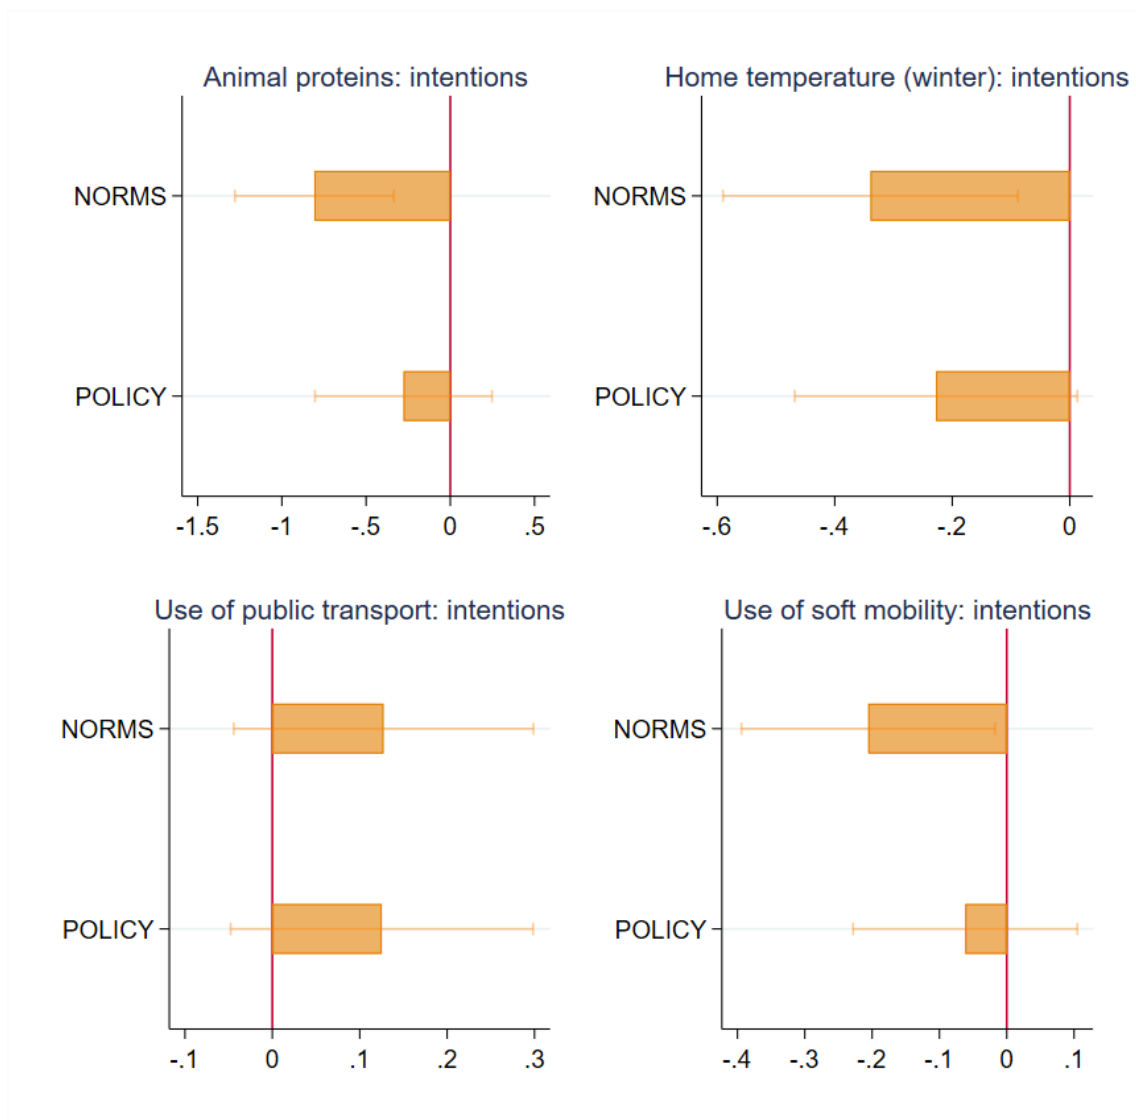 Animal proteins: intentions
NORMS
POLICY
-1.5 -1 -.5 0 .5
Home temperature (winter): intentions
NORMS
POLICY
-.6 -.4 -.2 0
Use of public transport: intentions
NORMS
POLICY
-.1 0 .1 .2 .3
Use of soft mobility: intentions
NORMS
POLICY
-.4 -.3 -.2 -.1 0 .1